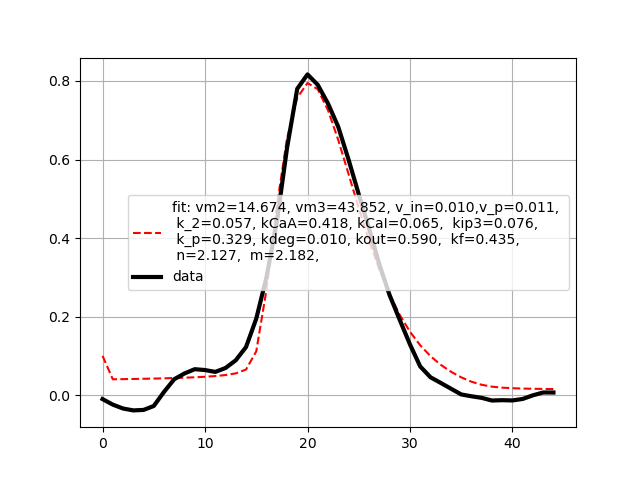 0.8
0.6
0.4
0.2
0.0
fit: vm2=14.674, vm3=43.852, v_in=0.010,v_p=0.011,
k_2=0.057, kCaA=0.418, kCaI=0.065,  kip3=0.076,
k_p=0.329, kdeg=0.010, kout=0.590,  kf=0.435,
n=2.127,  m=2.182,
data
0 10 20 30 40